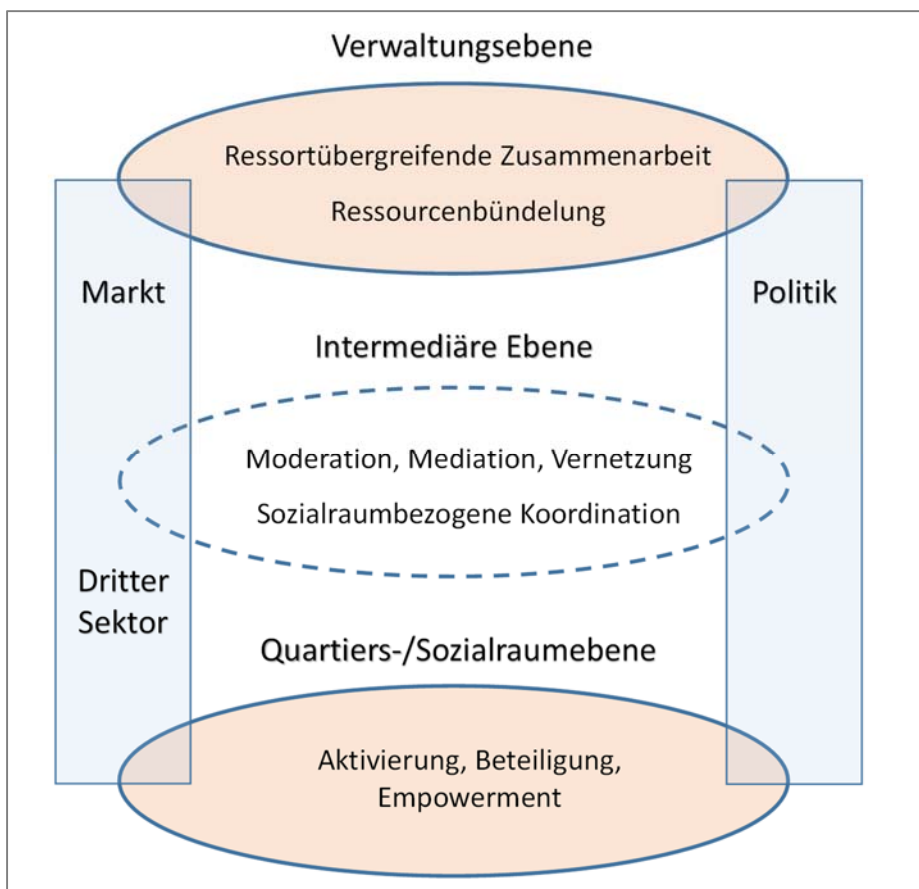 Verwaltungsebene
Ressortübergreifende Zusammenarbeit
Ressourcenbündelung
Markt
Politik
Intermediäre Ebene
Moderation, Mediation, Vernetzung
Sozialraumbezogene Koordination
Dritter
Sektor
Quartiers-/Sozialraumebene
Aktivierung, Beteiligung,
Empowerment